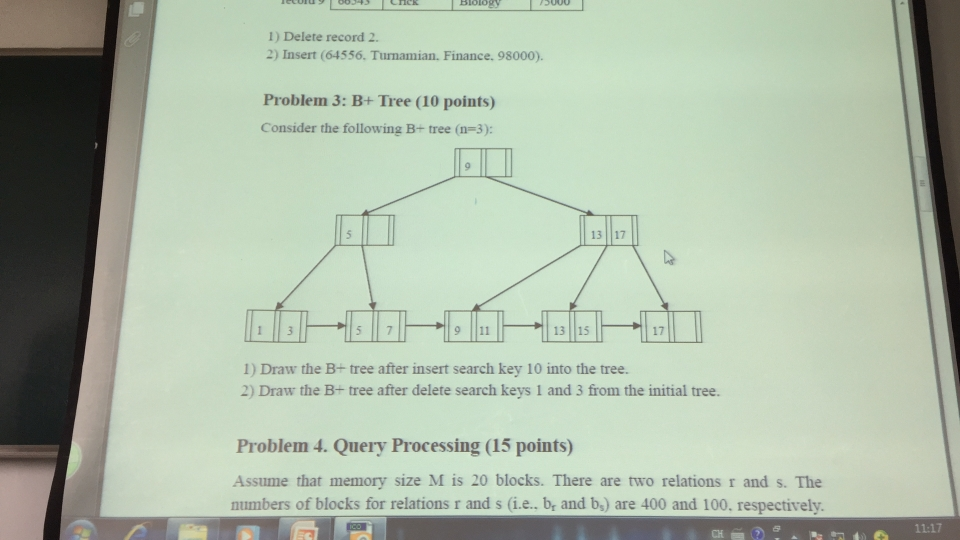 record 9 66543 Crick Biology 75000
1) Delete record 2.
2) Insert (64556, Turnamian, Finance, 98000).
Problem 3: B+ Tree (10 points)
Consider the following B+ tree (n=3):
9
5
13 17
1 3
5 7
9 11
13 15
17
1) Draw the B+ tree after insert search key 10 into the tree.
2) Draw the B+ tree after delete search keys 1 and 3 from the initial tree.
Problem 4. Query Processing (15 points)
Assume that memory size M is 20 blocks. There are two relations r and s. The
numbers of blocks for relations r and s (i.e., br and bs) are 400 and 100, respectively.
CH
11:17